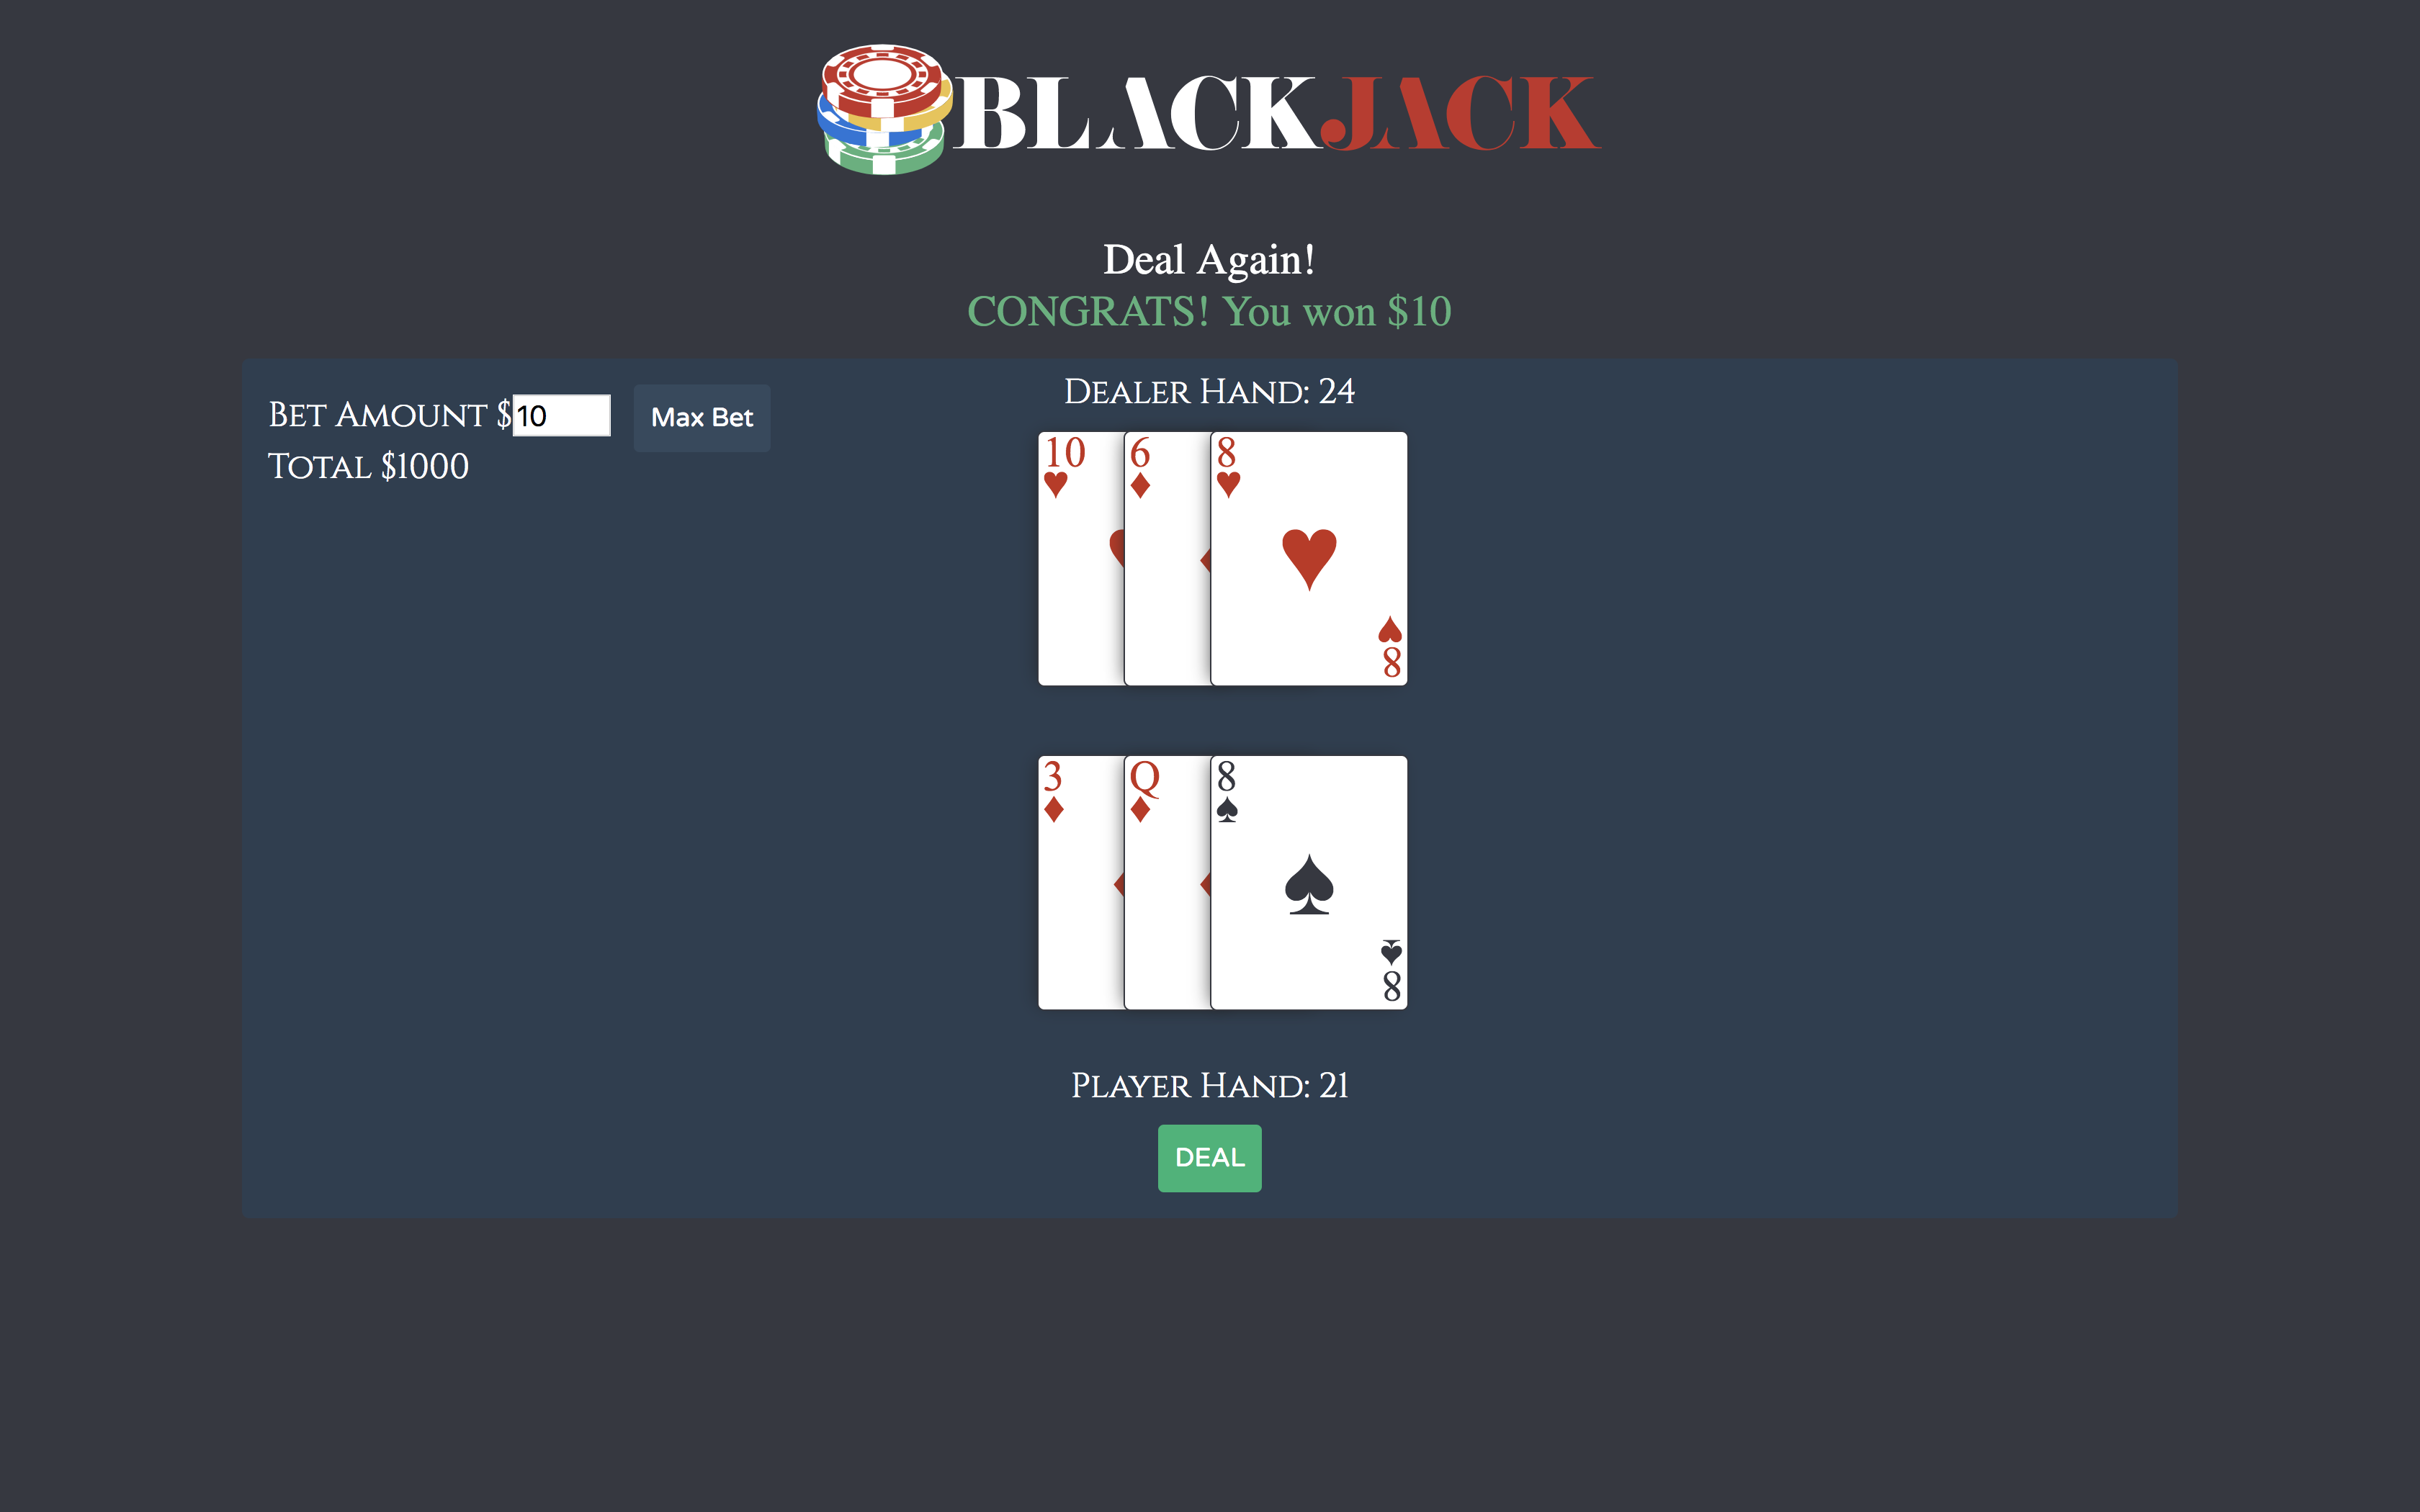 BLACKJACK
Deal Again!
CONGRATS! You won $10
Bet Amount $10
Max Bet
Total $1000
Dealer Hand: 24
10 6 8
8
3 Q 8
8
Player Hand: 21
DEAL